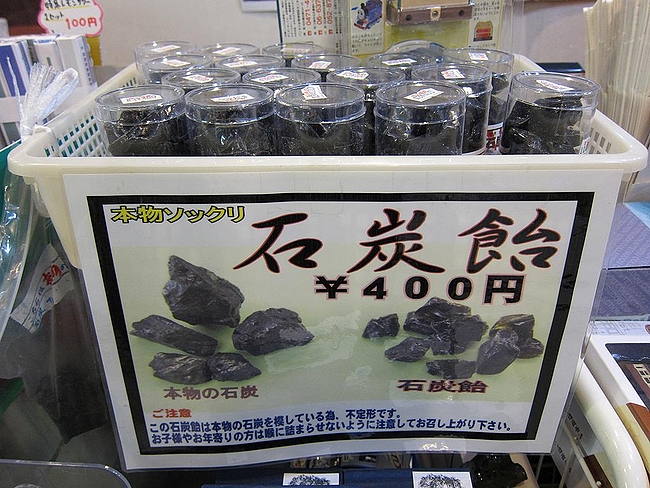 100円
本物ソックリ
石炭飴
¥400円
本物の石炭
石炭飴
ご注意
この石炭飴は本物の石炭を模している為、不定形です。
お子様やお年寄りの方は喉に詰まらせないように注意してお召し上がり下さい。